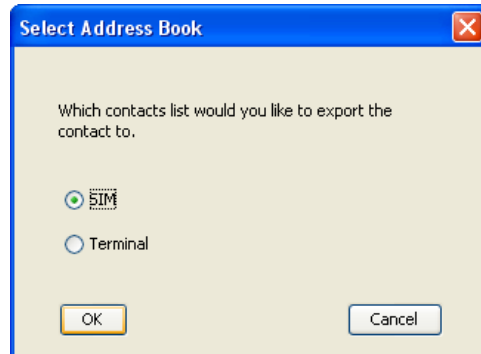 Select Address Book
Which contacts list would you like to export the
contact to.
SIM
Terminal
OK
Cancel